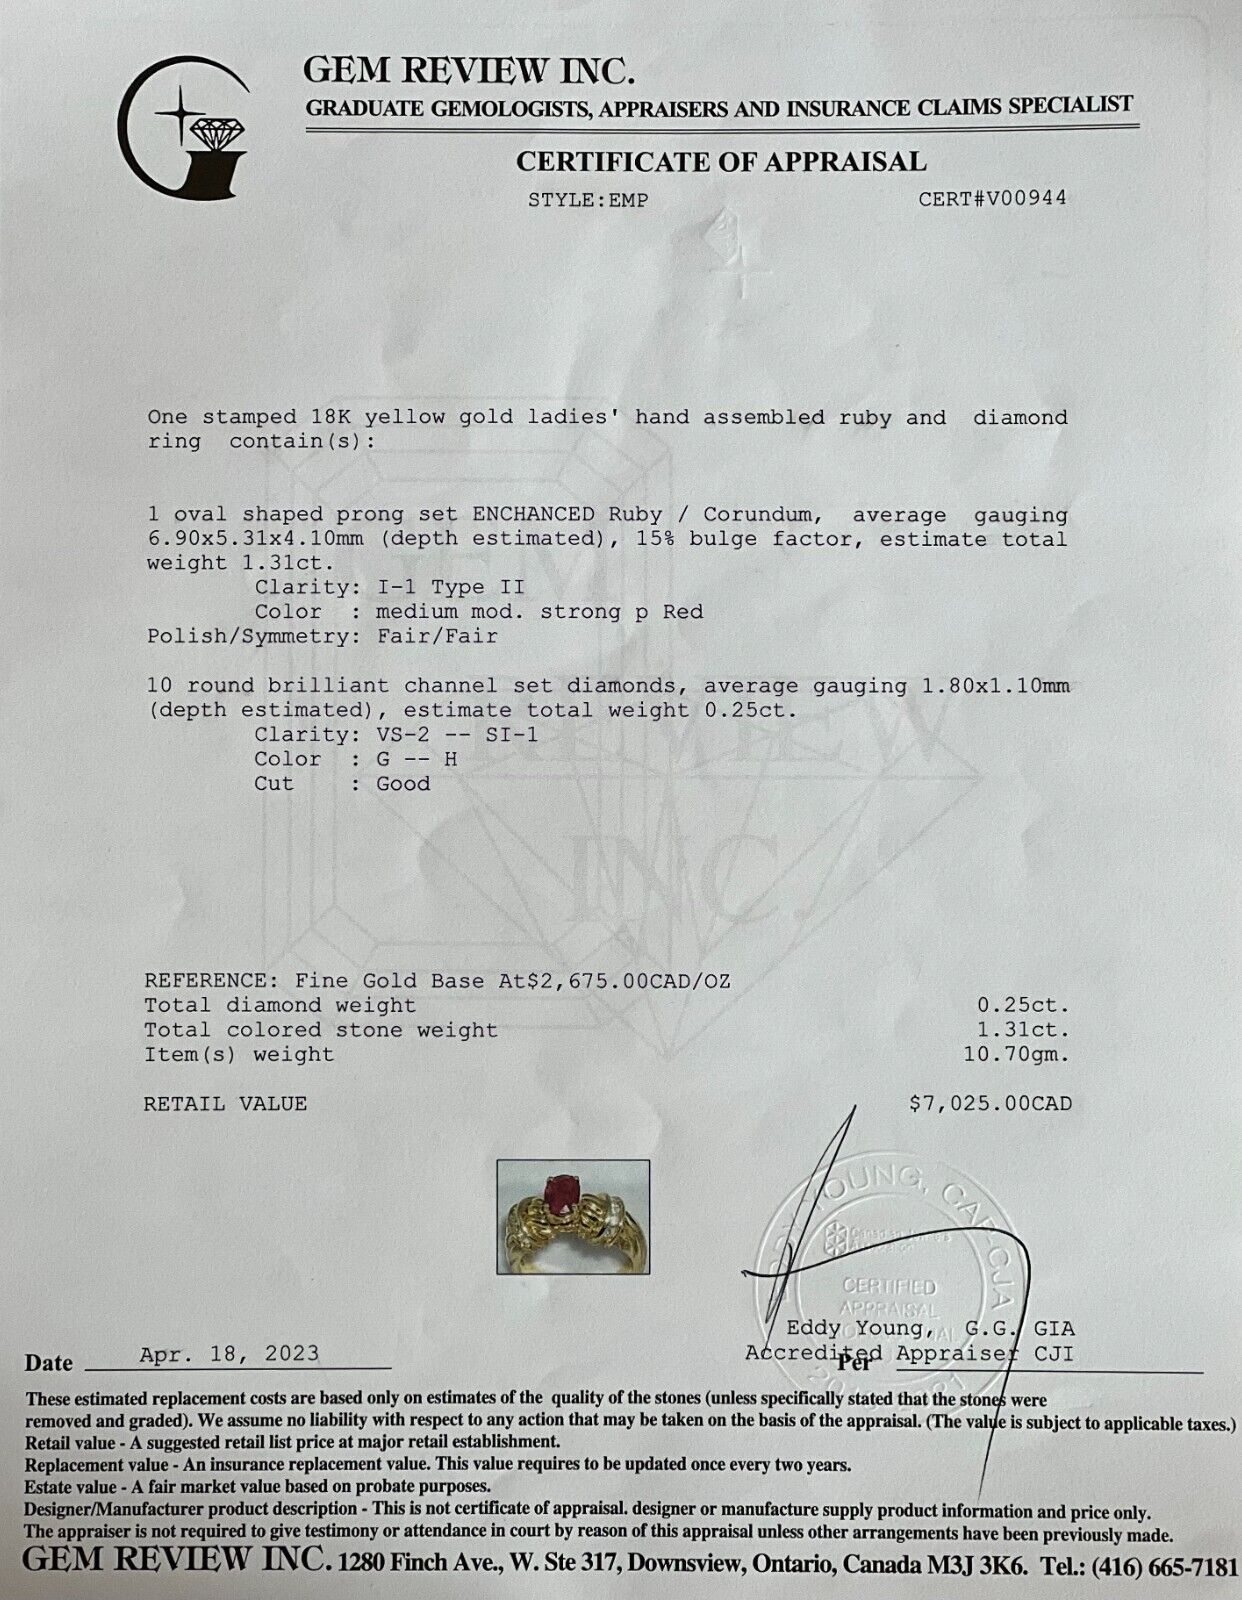 GEM REVIEW INC.
GRADUATE GEMOLOGISTS, APPRAISERS AND INSURANCE CLAIMS SPECIALIST
CERTIFICATE OF APPRAISAL
STYLE:EMP CERT#V00944
One stamped 18K yellow gold ladies' hand assembled ruby and diamond
ring contain(s):
1 oval shaped prong set ENCHANCED Ruby / Corundum, average gauging
6.90x5.31x4.10mm (depth estimated), 15% bulge factor, estimate total
weight 1.31ct.
Clarity: I-1 Type II
Color : medium mod. strong p Red
Polish/Symmetry: Fair/Fair
10 round brilliant channel set diamonds, average gauging 1.80x1.10mm
(depth estimated), estimate total weight 0.25ct.
Clarity: VS-2 -- SI-1
Color : G -- H
Cut : Good
GEM
REVIEW
INC.
REFERENCE: Fine Gold Base At$2,675.00CAD/OZ
Total diamond weight 0.25ct.
Total colored stone weight 1.31ct.
Item(s) weight 10.70gm.
RETAIL VALUE $7,025.00CAD
YOUNG, CAP-CJA
CERTIFIED
APPRAISAL
Eddy Young, G.G. GIA
Accredited Appraiser CJI
Date Apr. 18, 2023 Per
These estimated replacement costs are based only on estimates of the quality of the stones (unless specifically stated that the stones were
removed and graded). We assume no liability with respect to any action that may be taken on the basis of the appraisal. (The value is subject to applicable taxes.)
Retail value - A suggested retail list price at major retail establishment.
Replacement value - An insurance replacement value. This value requires to be updated once every two years.
Estate value - A fair market value based on probate purposes.
Designer/Manufacturer product description - This is not certificate of appraisal. designer or manufacture supply product information and price only.
The appraiser is not required to give testimony or attendance in court by reason of this appraisal unless other arrangements have been previously made.
GEM REVIEW INC. 1280 Finch Ave., W. Ste 317, Downsview, Ontario, Canada M3J 3K6. Tel.: (416) 665-7181